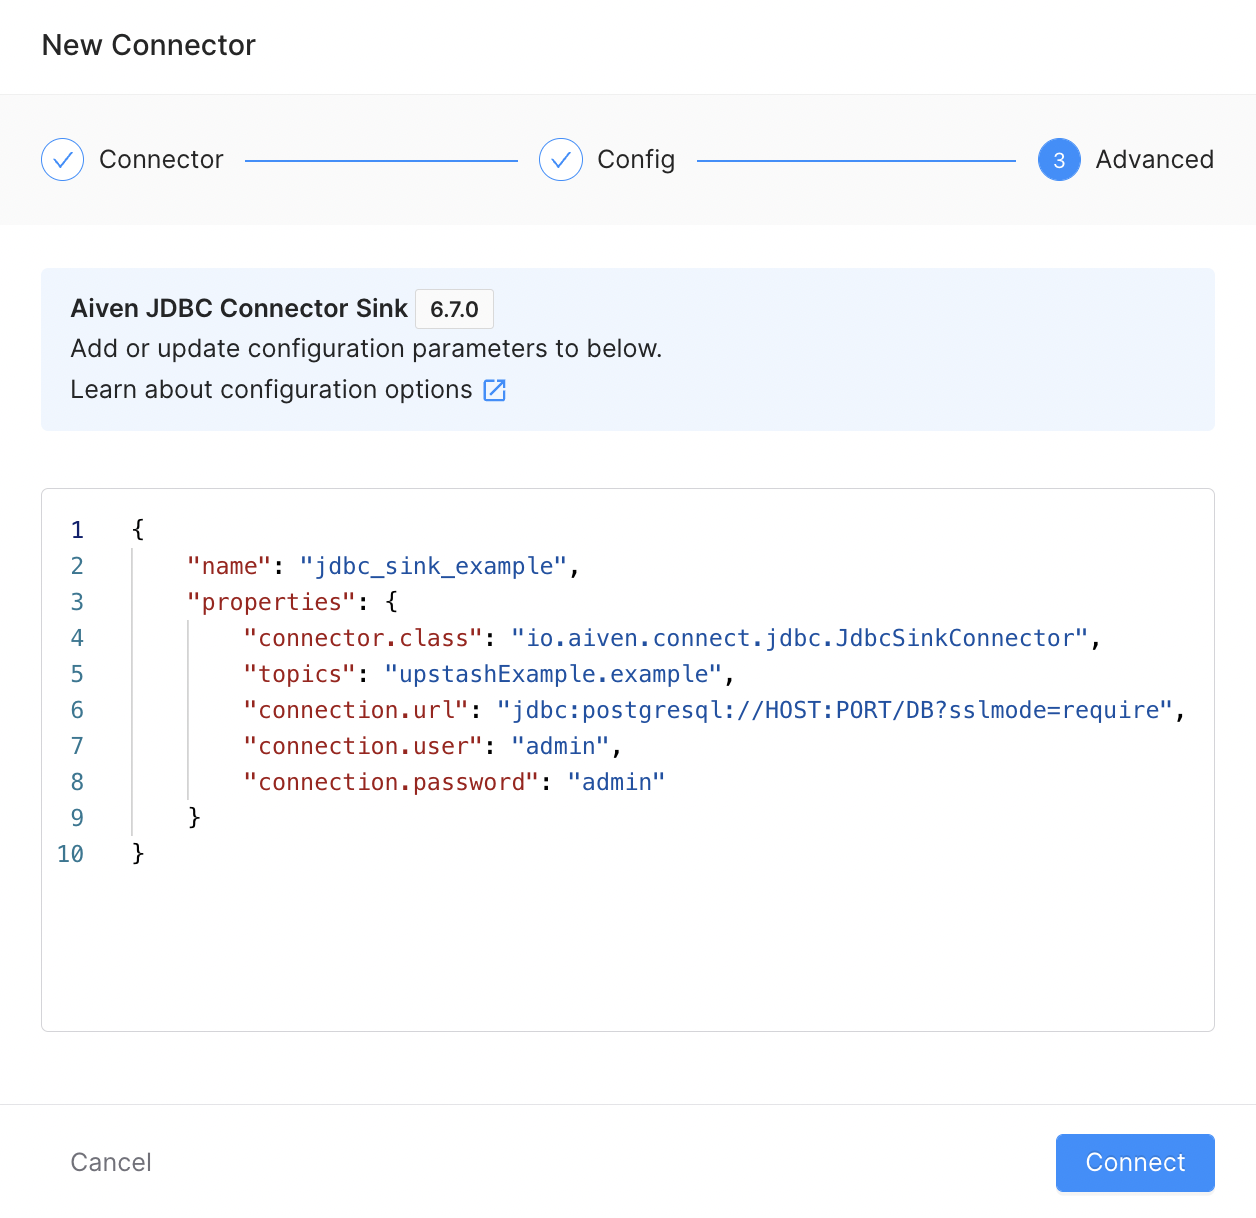 New Connector
Connector
Config
3 Advanced
Aiven JDBC Connector Sink 6.7.0
Add or update configuration parameters to below.
Learn about configuration options
1 {
2     "name": "jdbc_sink_example",
3     "properties": {
4         "connector.class": "io.aiven.connect.jdbc.JdbcSinkConnector",
5         "topics": "upstashExample.example",
6         "connection.url": "jdbc:postgresql://HOST:PORT/DB?sslmode=require",
7         "connection.user": "admin",
8         "connection.password": "admin"
9     }
10 }
Cancel
Connect